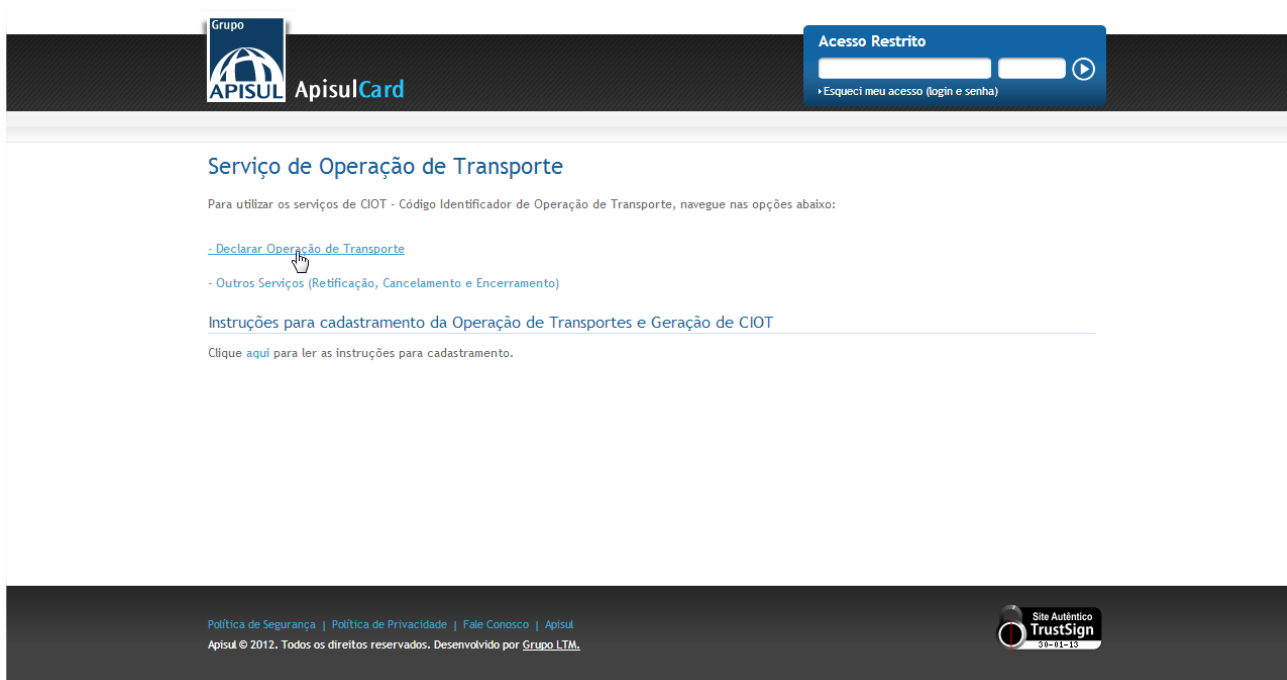 Grupo
APISUL
ApisulCard
Acesso Restrito
Esqueci meu acesso (login e senha)
Serviço de Operação de Transporte
Para utilizar os serviços de CIOT - Código Identificador de Operação de Transporte, navegue nas opções abaixo:
- Declarar Operação de Transporte
- Outros Serviços (Retificação, Cancelamento e Encerramento)
Instruções para cadastramento da Operação de Transportes e Geração de CIOT
Clique aqui para ler as instruções para cadastramento.
Política de Segurança | Política de Privacidade | Fale Conosco | Apisul
Apisul © 2012. Todos os direitos reservados. Desenvolvido por Grupo LTM.
Site Autêntico
TrustSign
30-01-13